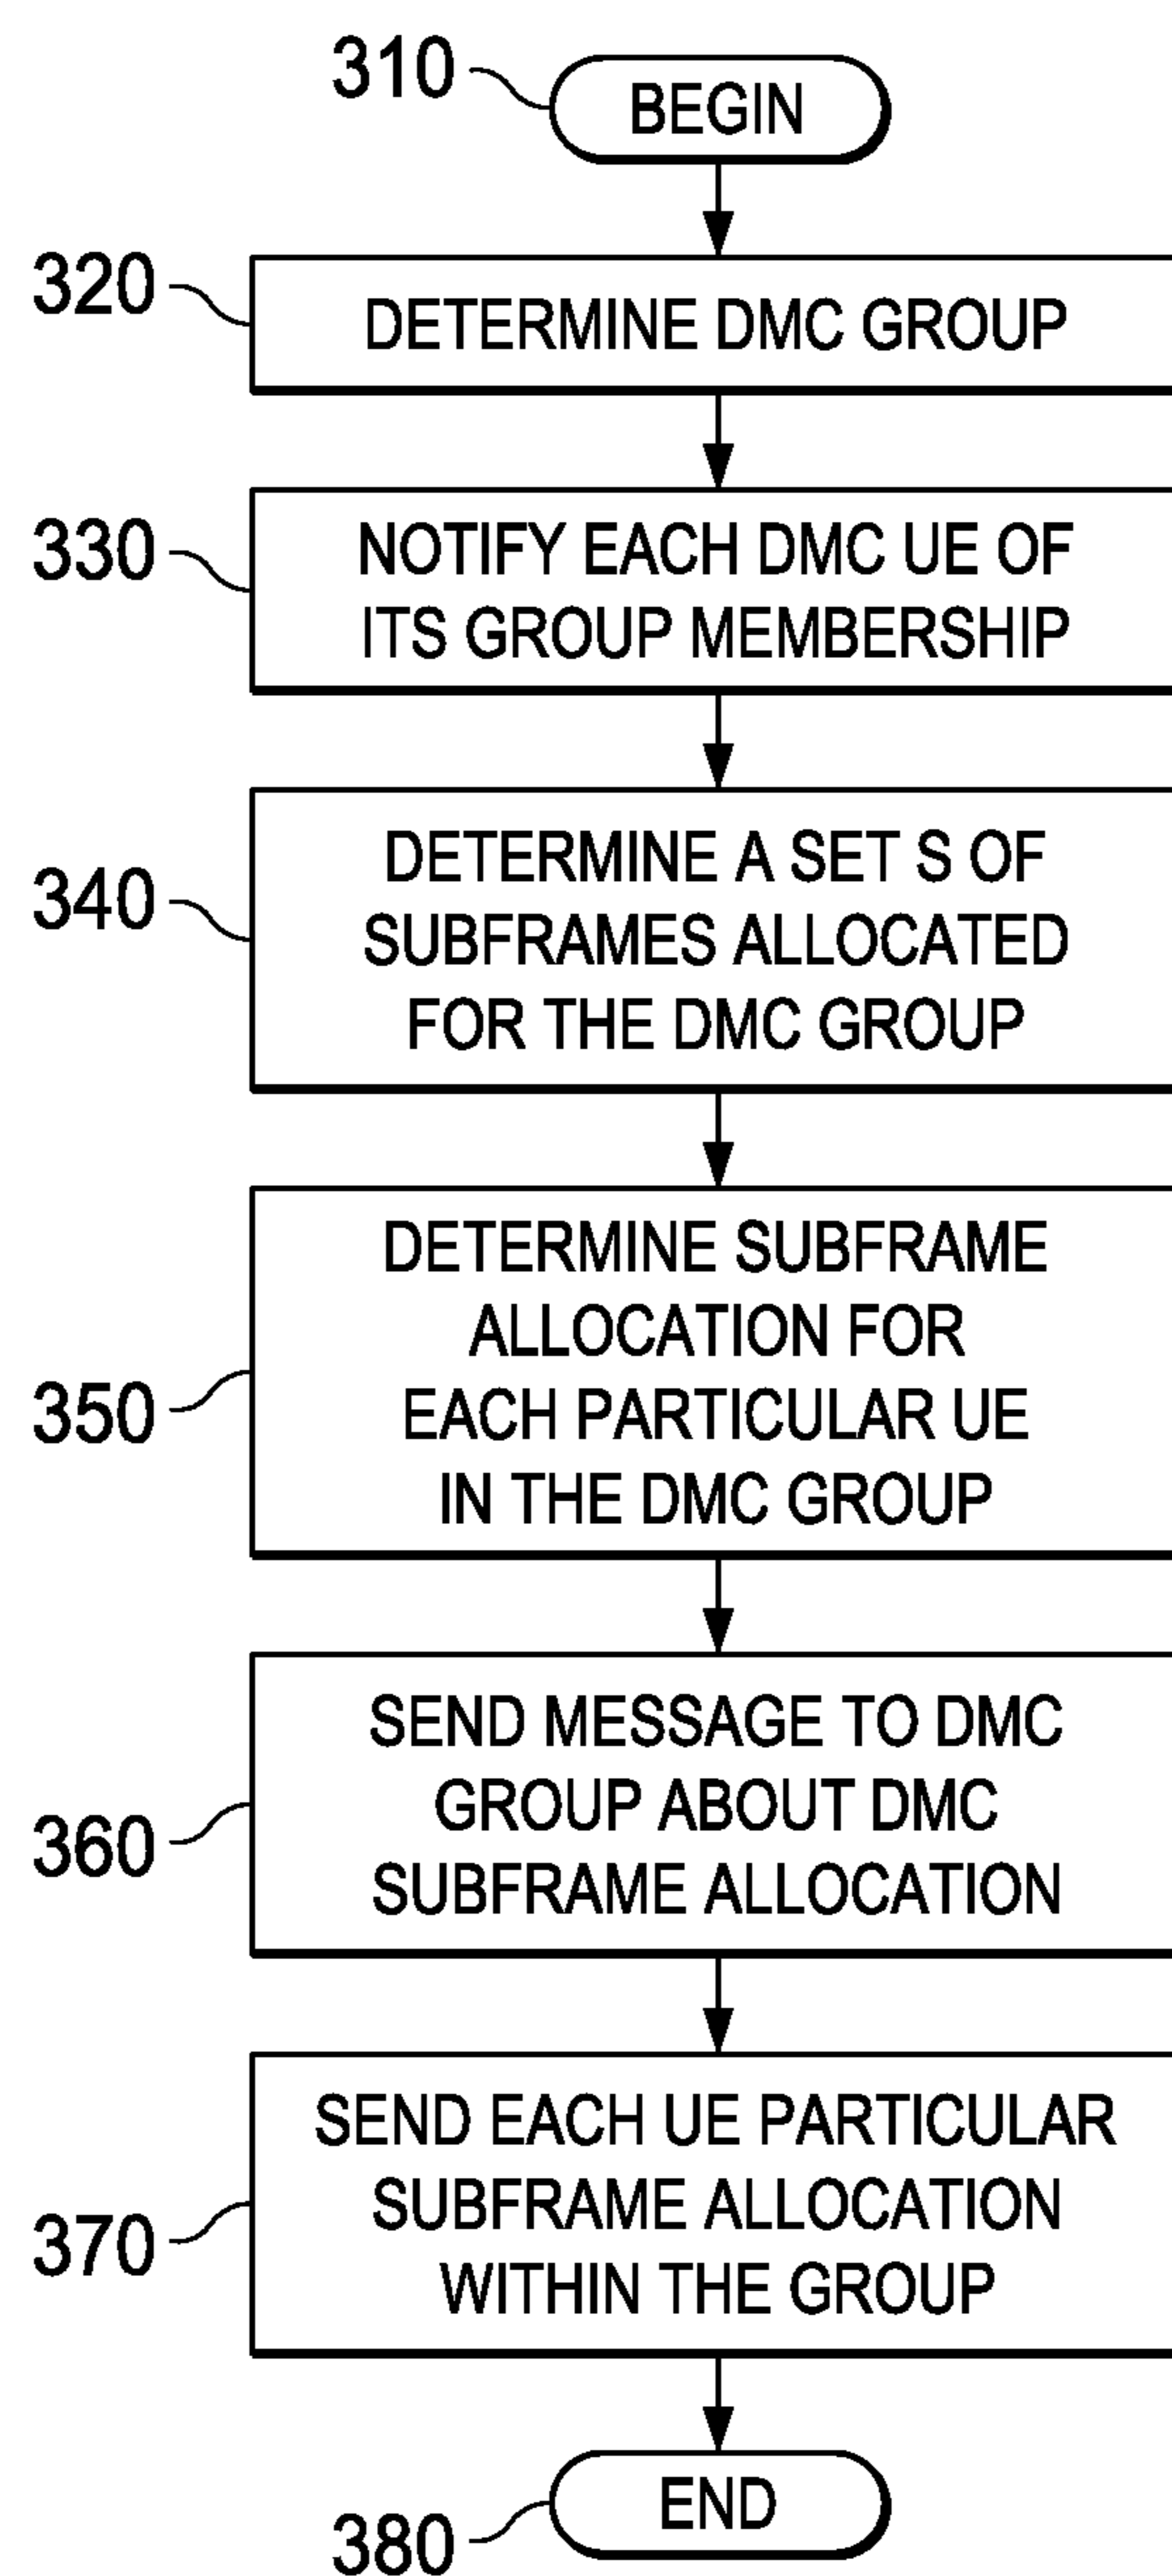 310
BEGIN
320
DETERMINE DMC GROUP
330
NOTIFY EACH DMC UE OF
ITS GROUP MEMBERSHIP
340
DETERMINE A SET S OF
SUBFRAMES ALLOCATED
FOR THE DMC GROUP
350
DETERMINE SUBFRAME
ALLOCATION FOR
EACH PARTICULAR UE
IN THE DMC GROUP
360
SEND MESSAGE TO DMC
GROUP ABOUT DMC
SUBFRAME ALLOCATION
370
SEND EACH UE PARTICULAR
SUBFRAME ALLOCATION
WITHIN THE GROUP
380
END